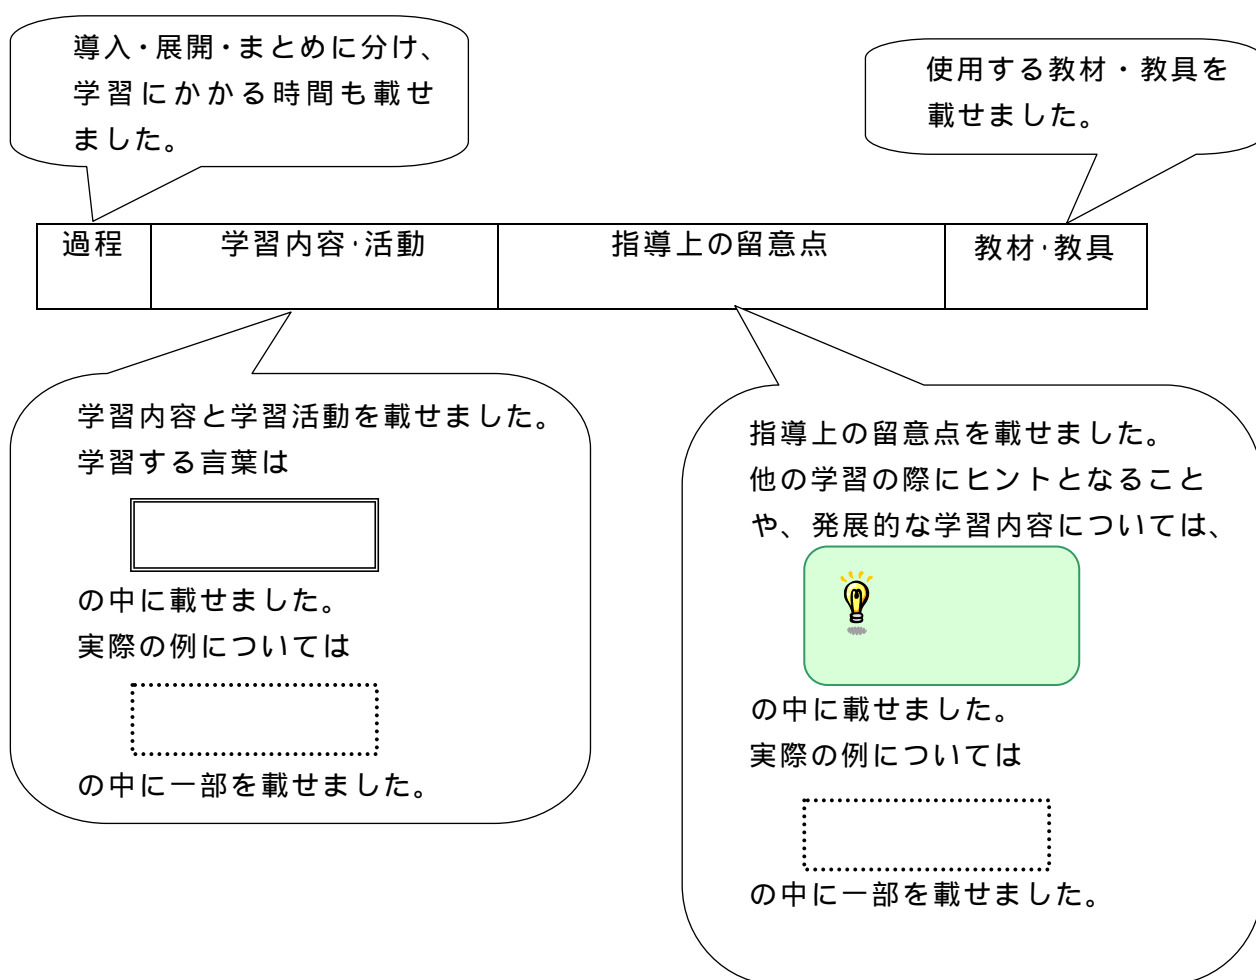 導入・展開・まとめに分け、
学習にかかる時間も載せ
ました。
使用する教材・教具を
載せました。
過程 学習内容・活動 指導上の留意点 教材・教具
学習内容と学習活動を載せました。
学習する言葉は
の中に載せました。
実際の例については
の中に一部を載せました。
指導上の留意点を載せました。
他の学習の際にヒントとなること
や、発展的な学習内容については、
の中に載せました。
実際の例については
の中に一部を載せました。